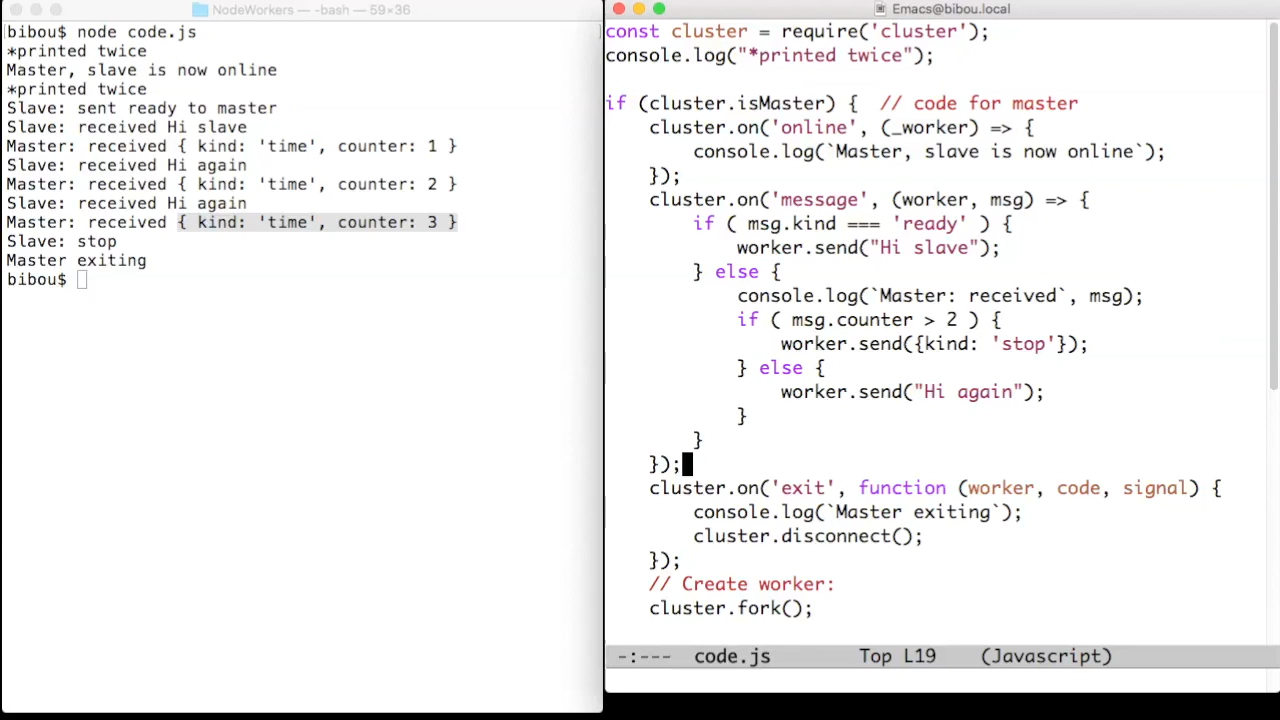 NodeWorkers — -bash — 59×36
bibou$ node code.js
*printed twice
Master, slave is now online
*printed twice
Slave: sent ready to master
Slave: received Hi slave
Master: received { kind: 'time', counter: 1 }
Slave: received Hi again
Master: received { kind: 'time', counter: 2 }
Slave: received Hi again
Master: received { kind: 'time', counter: 3 }
Slave: stop
Master exiting
bibou$
Emacs@bibou.local
const cluster = require('cluster');
console.log("*printed twice");
if (cluster.isMaster) {  // code for master
    cluster.on('online', (_worker) => {
        console.log(`Master, slave is now online`);
    });
    cluster.on('message', (worker, msg) => {
        if ( msg.kind === 'ready' ) {
            worker.send("Hi slave");
        } else {
            console.log(`Master: received`, msg);
            if ( msg.counter > 2 ) {
                worker.send({kind: 'stop'});
            } else {
                worker.send("Hi again");
            }
        }
    });
    cluster.on('exit', function (worker, code, signal) {
        console.log(`Master exiting`);
        cluster.disconnect();
    });
    // Create worker:
    cluster.fork();
-:--- code.js Top L19 (Javascript)